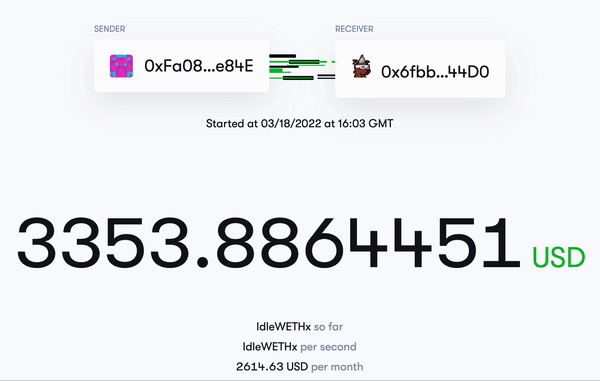 SENDER
RECEIVER
0xFa08...e84E
0x6fbb...44D0
Started at 03/18/2022 at 16:03 GMT
3353.8864451 USD
IdleWETHx so far
IdleWETHx per second
2614.63 USD per month